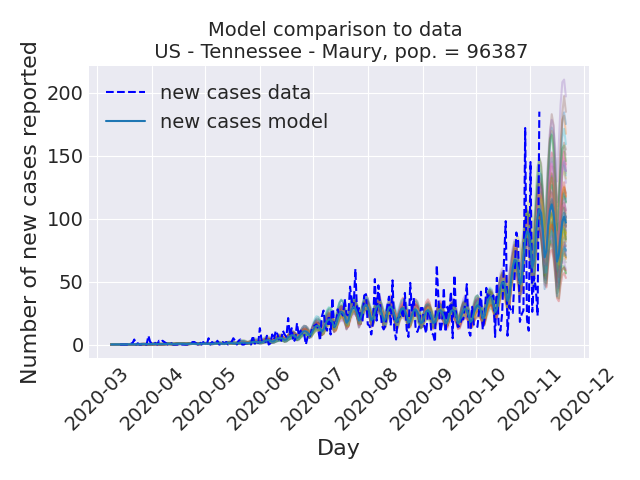 Model comparison to data
US - Tennessee - Maury, pop. = 96387
Number of new cases reported
200
150
100
50
0
new cases data
new cases model
2020-03
2020-04
2020-05
2020-06
2020-07
2020-08
2020-09
2020-10
2020-11
2020-12
Day